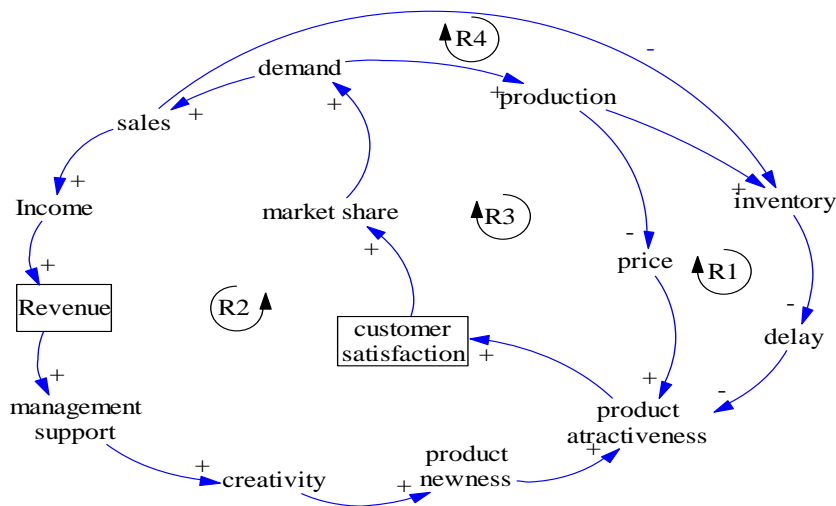 R4
-
demand
+
production
+
sales
+
+
Income
market share
R3
+
inventory
+
-
price
R1
+
Revenue
R2
customer
satisfaction
+
-
delay
+
management
support
+
-
product
atractiveness
+
creativity
+
product
newness
+